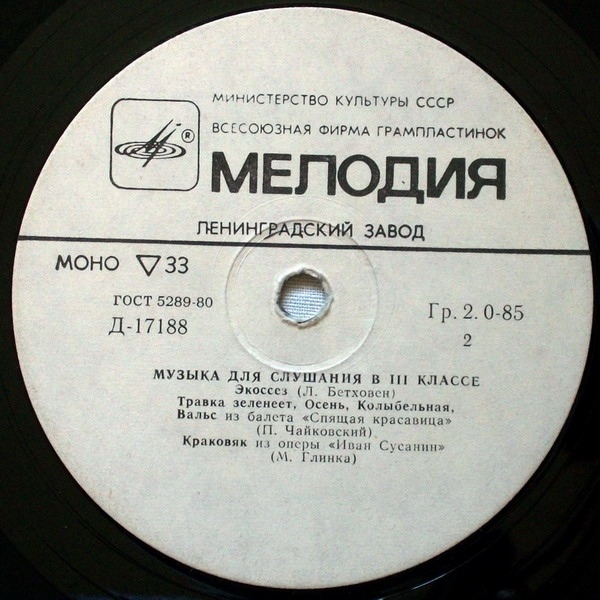 МИНИСТЕРСТВО КУЛЬТУРЫ СССР
ВСЕСОЮЗНАЯ ФИРМА ГРАМПЛАСТИНОК
®
МЕЛОДИЯ
ЛЕНИНГРАДСКИЙ ЗАВОД
МОНО ▽33
ГОСТ 5289-80
Д-17188
Гр. 2. 0-85
2
МУЗЫКА ДЛЯ СЛУШАНИЯ В III КЛАССЕ
Экоссез (Л. Бетховен)
Травка зеленеет, Осень, Колыбельная,
Вальс из балета «Спящая красавица»
(П. Чайковский)
Краковяк из оперы «Иван Сусанин»
(М. Глинка)